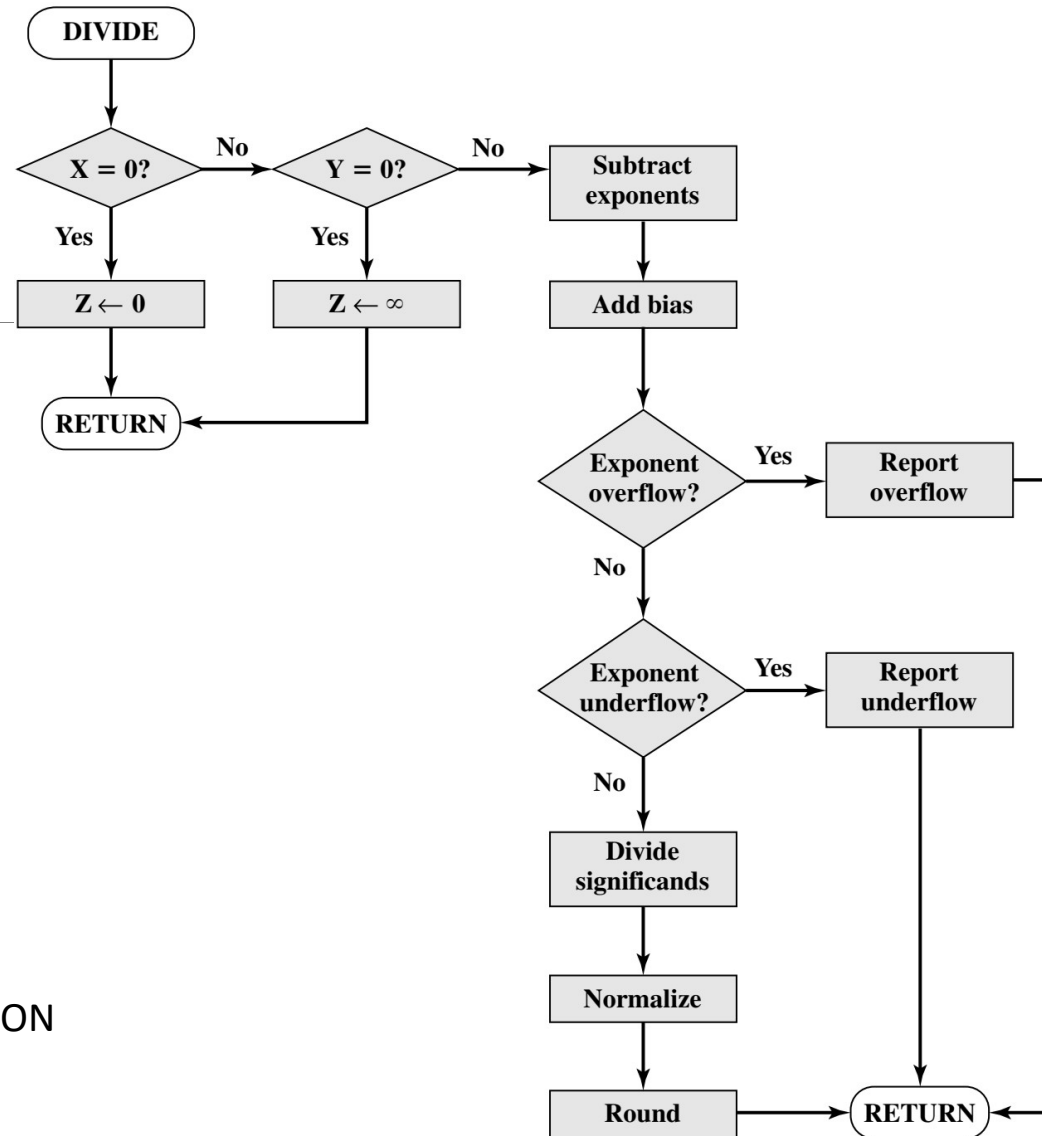 DIVIDE
X = 0?
No
Y = 0?
No
Subtract
exponents
Yes
Yes
Z ← 0
Z ← ∞
Add bias
RETURN
Exponent
overflow?
Yes
Report
overflow
No
Exponent
underflow?
Yes
Report
underflow
No
Divide
significands
Normalize
ON
Round
RETURN